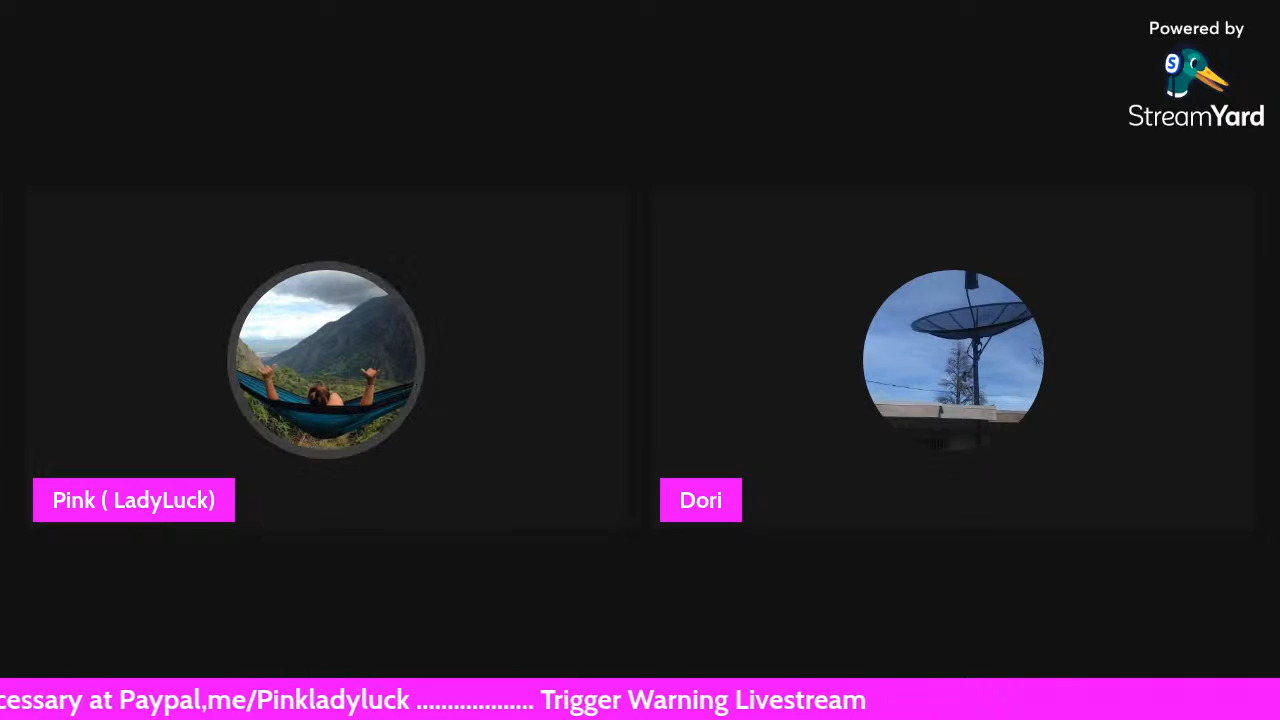 Powered by
S
StreamYard
Pink ( LadyLuck)
Dori
cessary at Paypal,me/Pinkladyluck ................... Trigger Warning Livestream